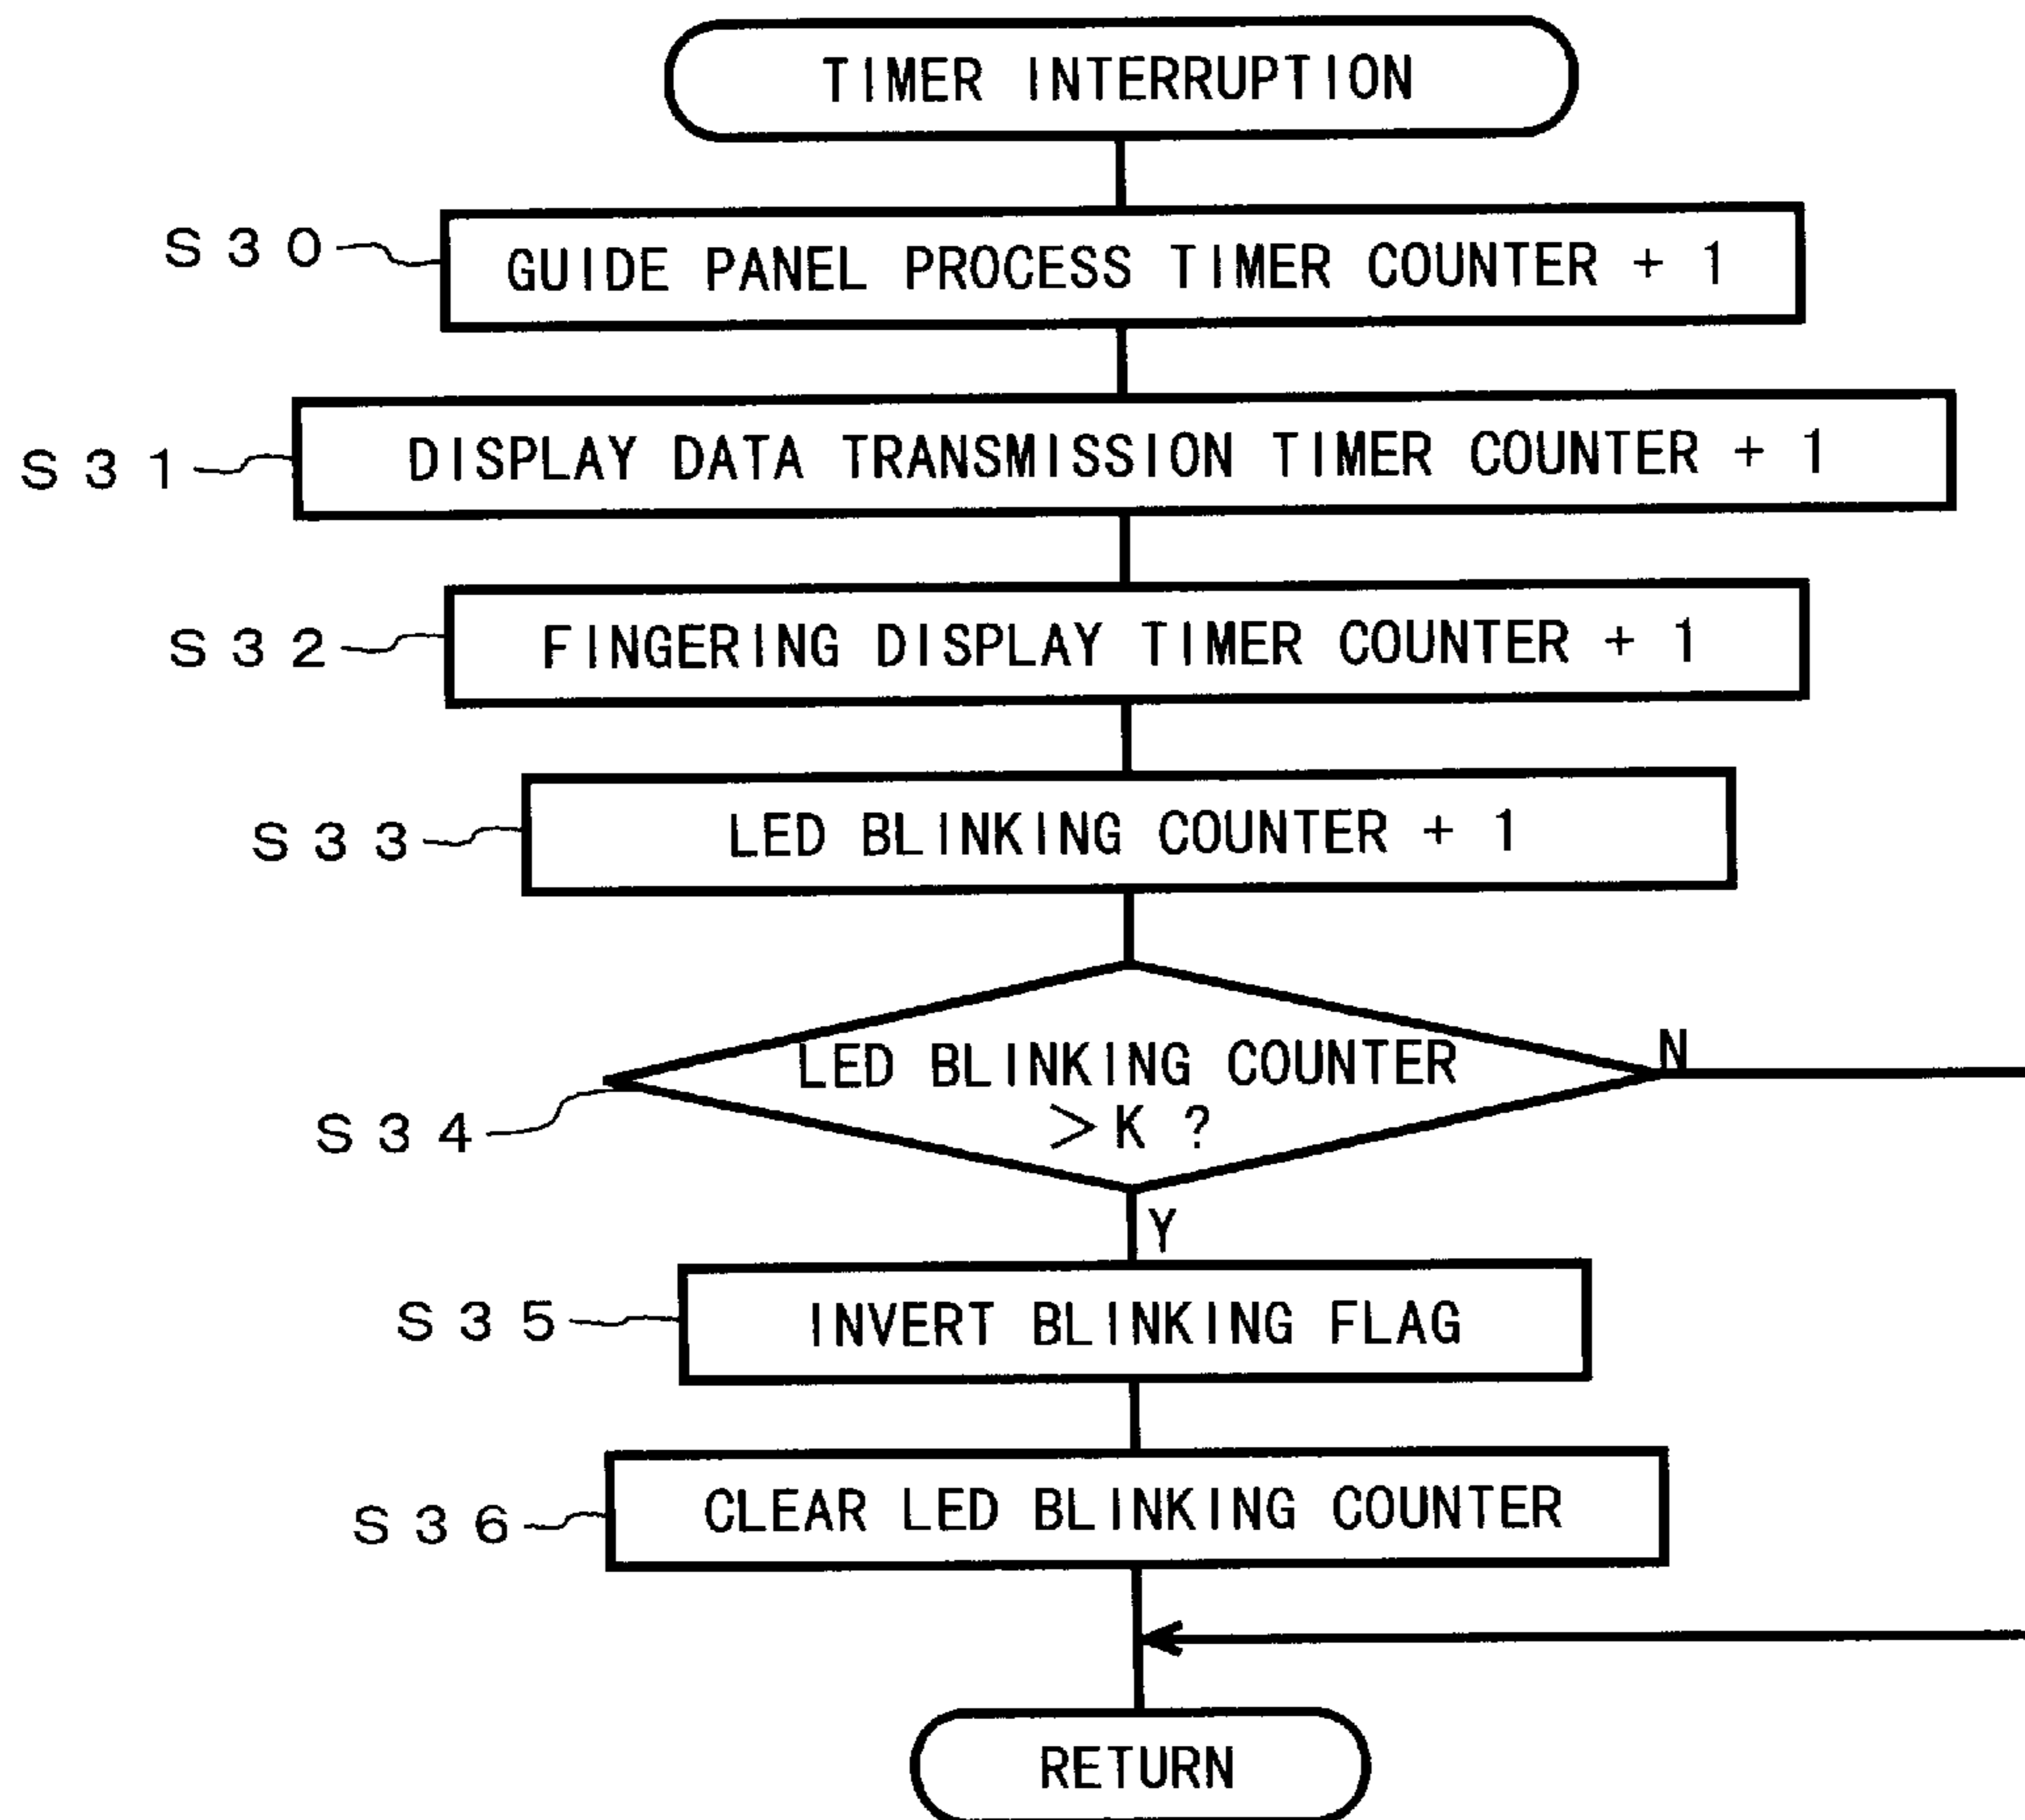 TIMER INTERRUPTION
S30
GUIDE PANEL PROCESS TIMER COUNTER + 1
S31
DISPLAY DATA TRANSMISSION TIMER COUNTER + 1
S32
FINGERING DISPLAY TIMER COUNTER + 1
S33
LED BLINKING COUNTER + 1
S34
LED BLINKING COUNTER
>K ?
N
Y
S35
INVERT BLINKING FLAG
S36
CLEAR LED BLINKING COUNTER
RETURN